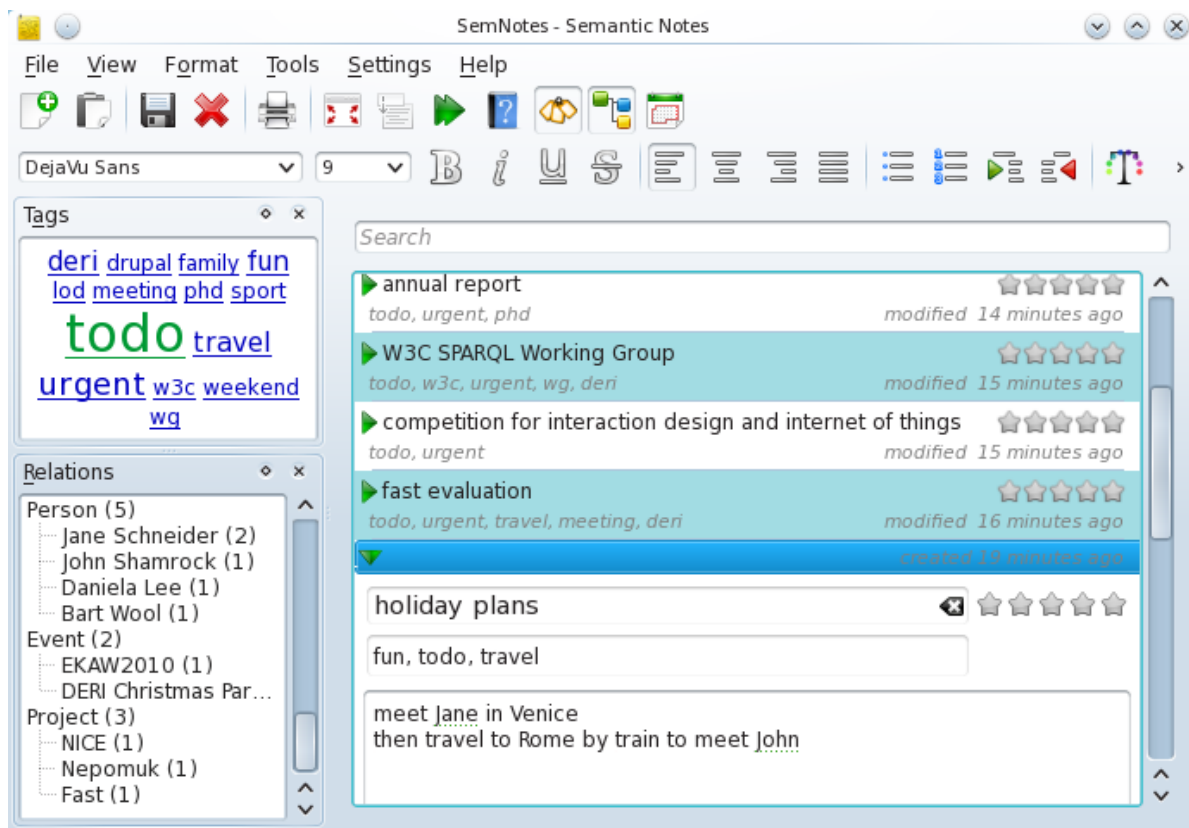 SemNotes - Semantic Notes
File View Format Tools Settings Help
DejaVu Sans 9
Tags
deri drupal family fun
lod meeting phd sport
todo travel
urgent w3c weekend
wg
Relations
Person (5)
Jane Schneider (2)
John Shamrock (1)
Daniela Lee (1)
Bart Wool (1)
Event (2)
EKAW2010 (1)
DERI Christmas Par...
Project (3)
NICE (1)
Nepomuk (1)
Fast (1)
Search
annual report
todo, urgent, phd modified 14 minutes ago
W3C SPARQL Working Group
todo, w3c, urgent, wg, deri modified 15 minutes ago
competition for interaction design and internet of things
todo, urgent modified 15 minutes ago
fast evaluation
todo, urgent, travel, meeting, deri modified 16 minutes ago
created 19 minutes ago
holiday plans
fun, todo, travel
meet Jane in Venice
then travel to Rome by train to meet John